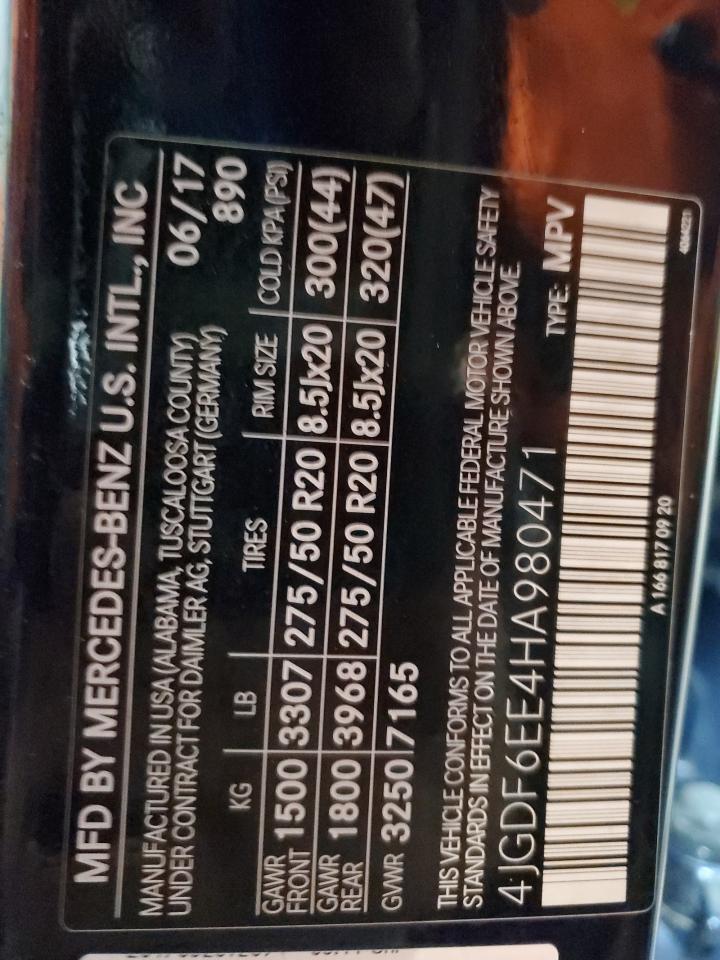 MFD BY MERCEDES-BENZ U.S. INTL., INC
MANUFACTURED IN USA (ALABAMA, TUSCALOOSA COUNTY) 06/17
UNDER CONTRACT FOR DAIMLER AG, STUTTGART (GERMANY) 890
KG LB TIRES RIM SIZE COLD KPA (PSI)
GAWR FRONT 1500 3307 275/50 R20 8.5Jx20 300(44)
GAWR REAR 1800 3968 275/50 R20 8.5Jx20 320(47)
GVWR 3250 7165
THIS VEHICLE CONFORMS TO ALL APPLICABLE FEDERAL MOTOR VEHICLE SAFETY
STANDARDS IN EFFECT ON THE DATE OF MANUFACTURE SHOWN ABOVE.
4JGDF6EE4HA980471 TYPE: MPV
A 166 817 09 20